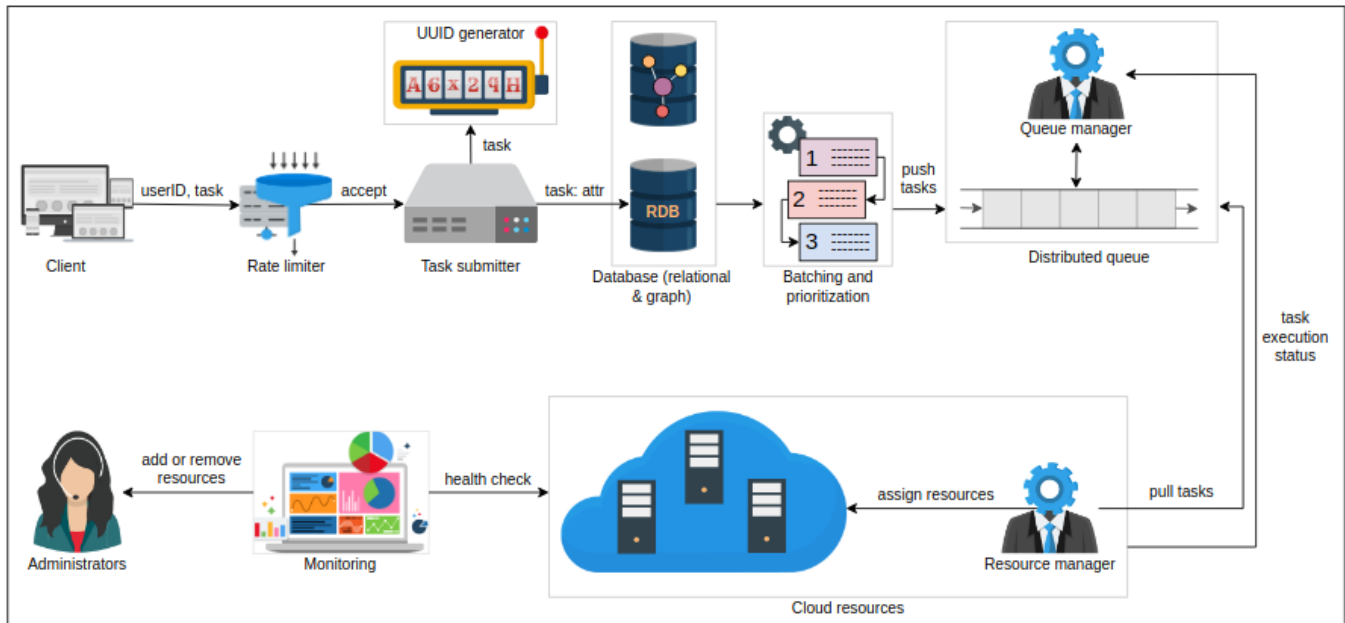 UUID generator
A6x29H
task
userID, task
accept
task: attr
RDB
1
2
3
push
tasks
Queue manager
Client
Rate limiter
Task submitter
Database (relational
& graph)
Batching and
prioritization
Distributed queue
task
execution
status
add or remove
resources
health check
assign resources
pull tasks
Administrators
Monitoring
Resource manager
Cloud resources